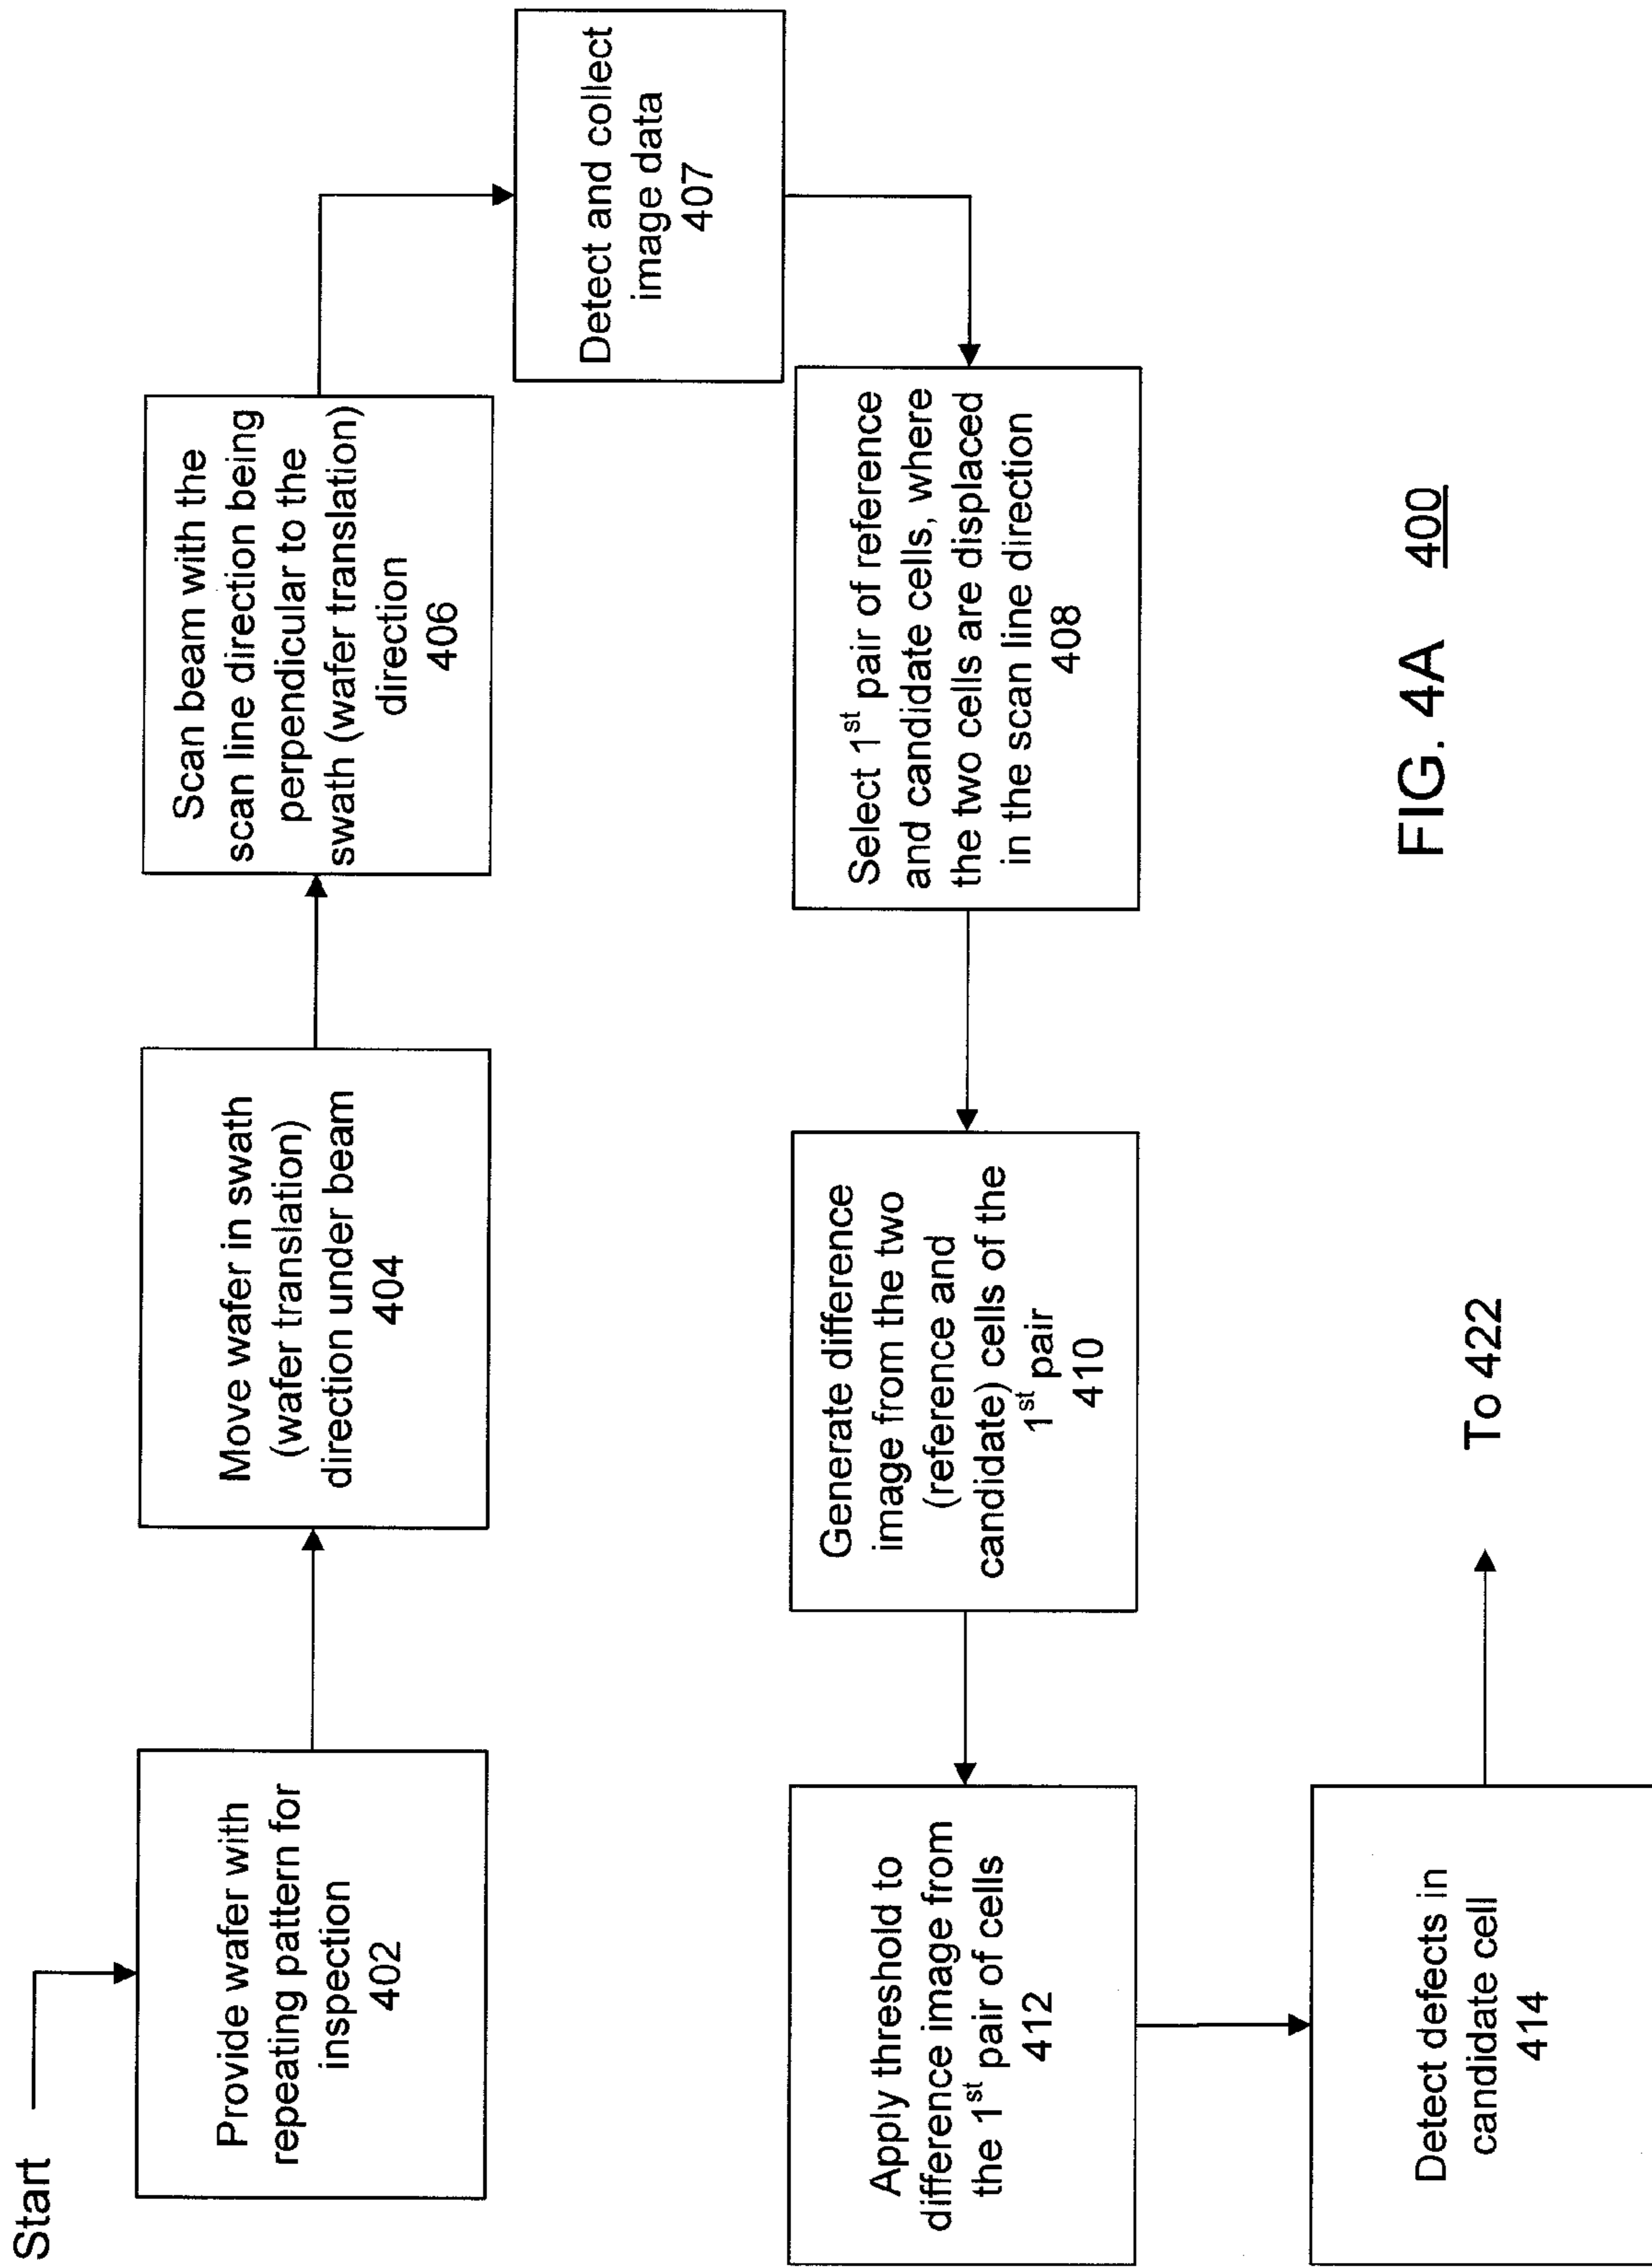 Start
Provide wafer with
repeating pattern for
inspection
402
Move wafer in swath
(wafer translation)
direction under beam
404
Scan beam with the
scan line direction being
perpendicular to the
swath (wafer translation)
direction
406
Detect and collect
image data
407
Select 1st pair of reference
and candidate cells, where
the two cells are displaced
in the scan line direction
408
Generate difference
image from the two
(reference and
candidate) cells of the
1st pair
410
Apply threshold to
difference image from
the 1st pair of cells
412
Detect defects in
candidate cell
414
To 422
FIG. 4A 400